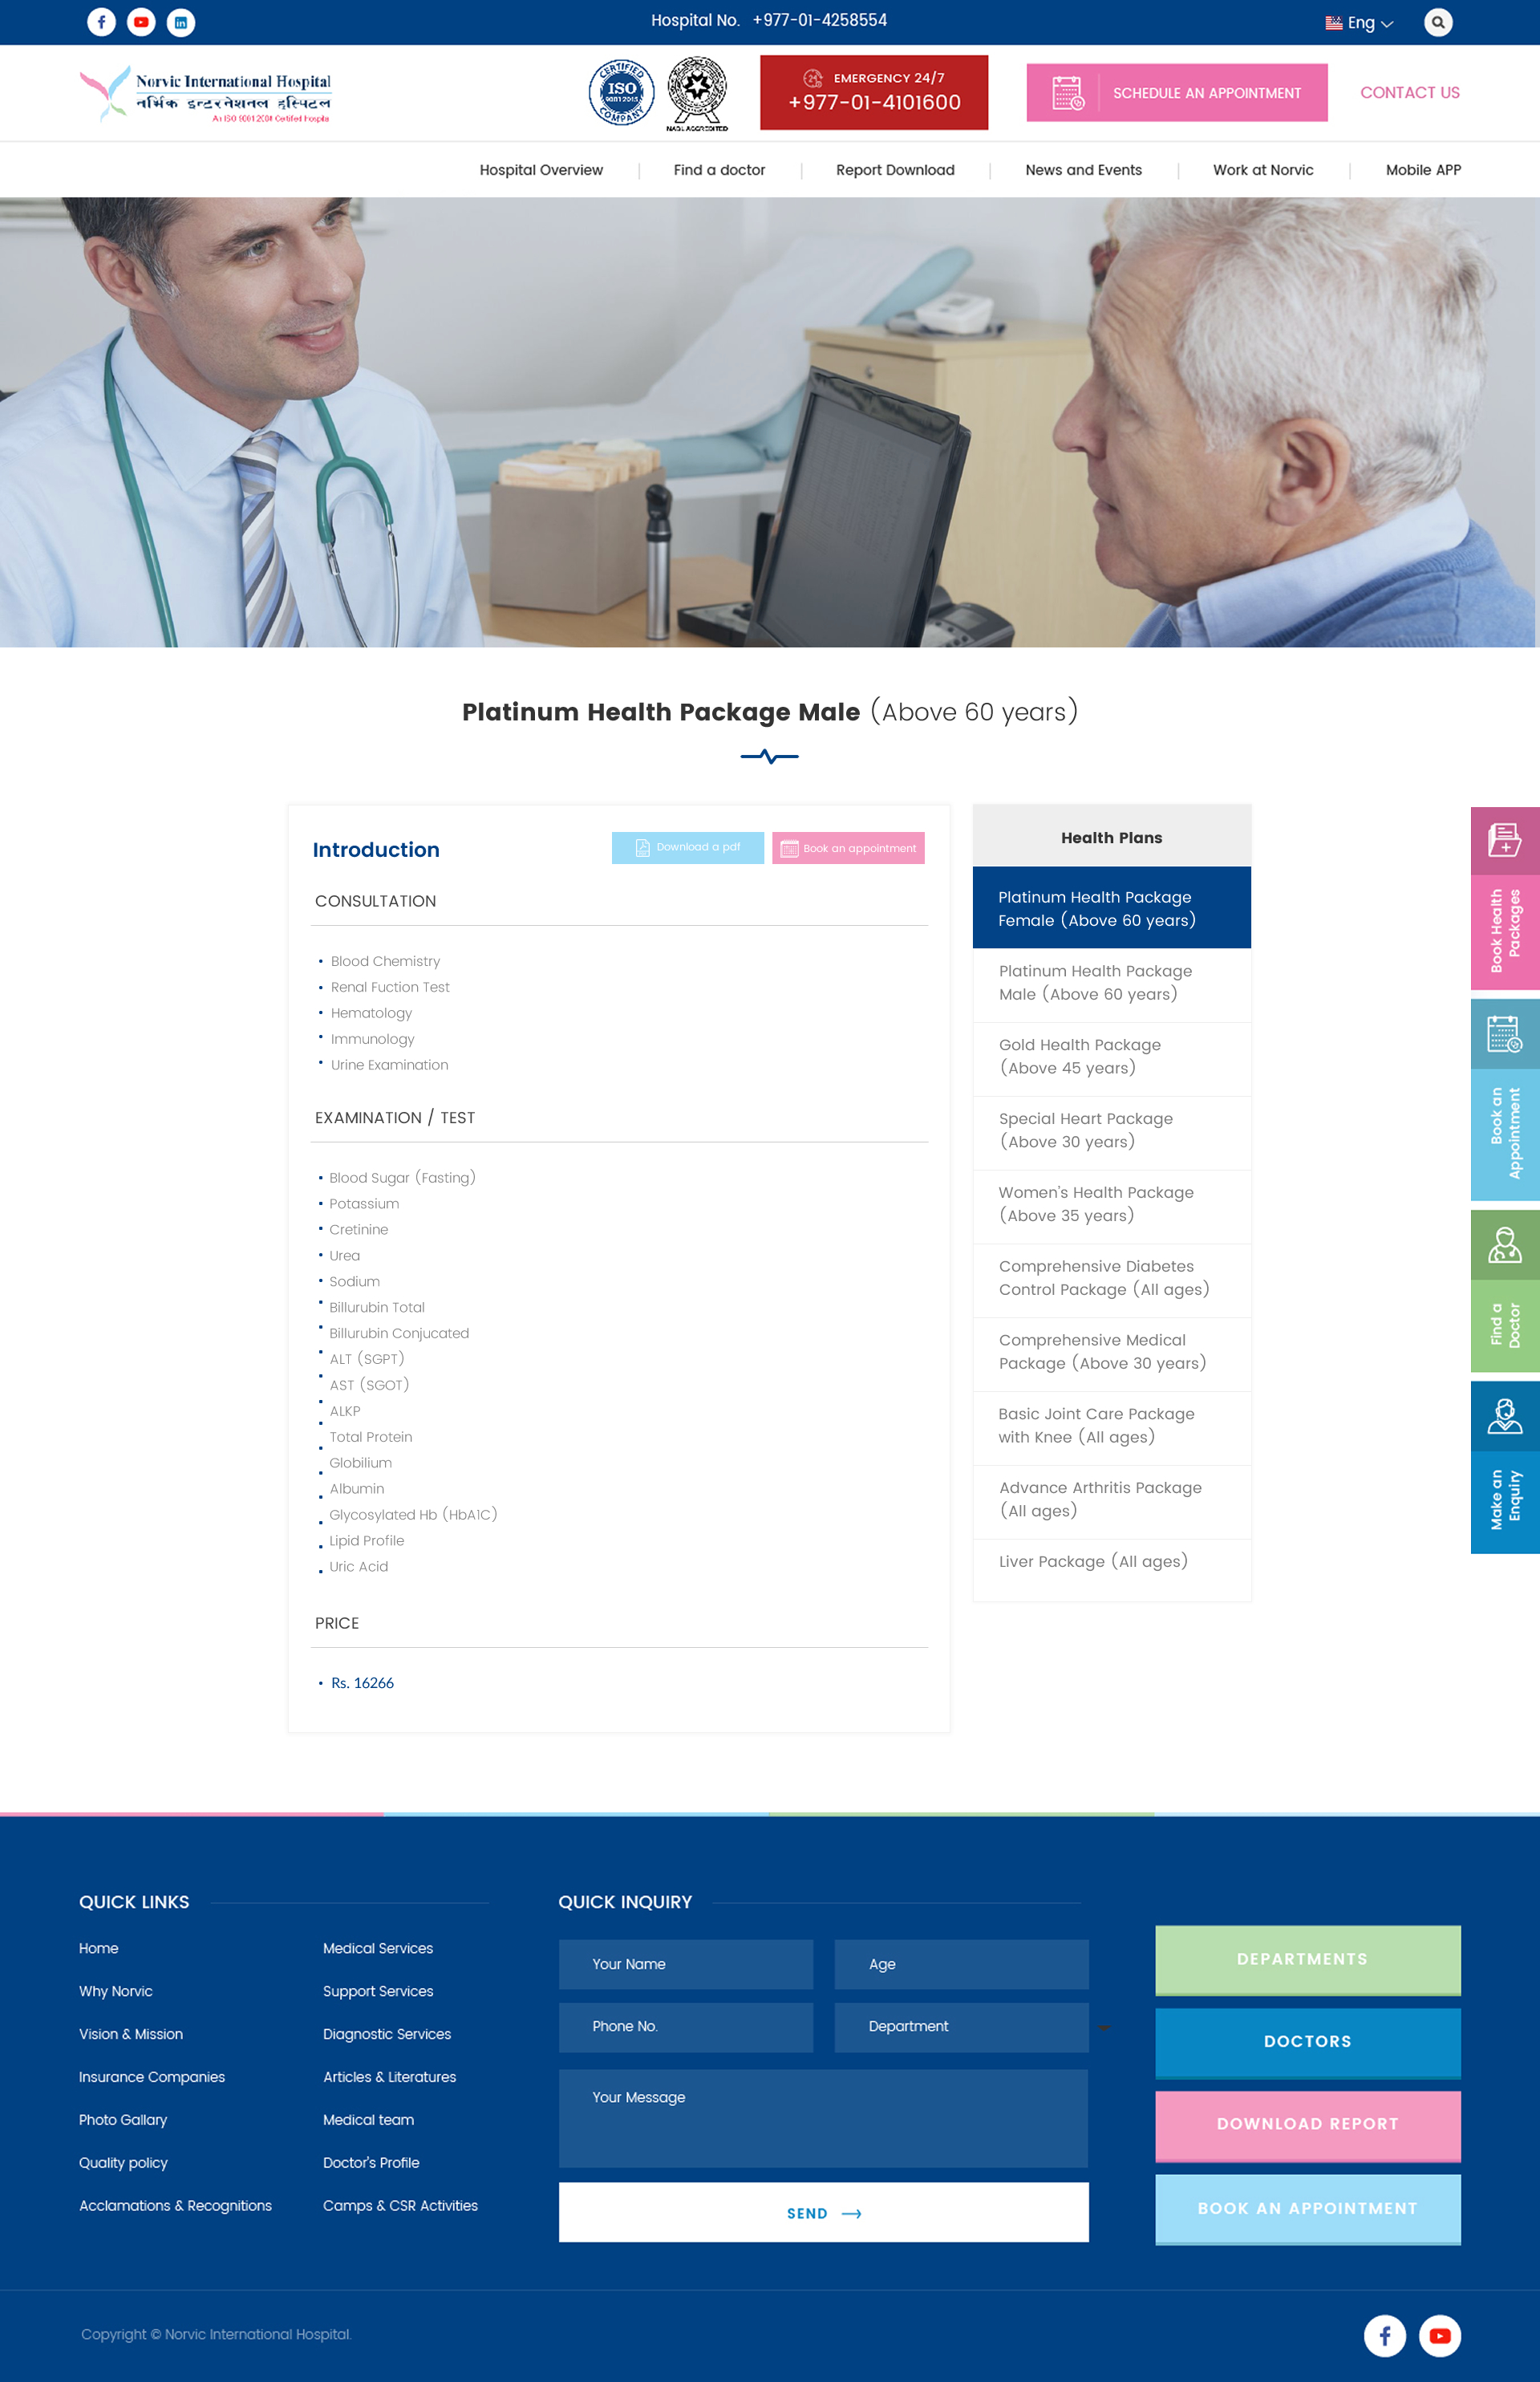 Hospital No. +977-01-4258554
Eng
Norvic International Hospital
नर्भिक इन्टरनेशनल हस्पिटल
An ISO 9001:2008 Certified Hospital
CERTIFIED
ISO
9001:2015
COMPANY
NABL ACCREDITED
EMERGENCY 24/7
+977-01-4101600
SCHEDULE AN APPOINTMENT
CONTACT US
Hospital Overview
Find a doctor
Report Download
News and Events
Work at Norvic
Mobile APP
Platinum Health Package Male (Above 60 years)
Introduction
Download a pdf
Book an appointment
CONSULTATION
• Blood Chemistry
• Renal Fuction Test
• Hematology
• Immunology
• Urine Examination
EXAMINATION / TEST
• Blood Sugar (Fasting)
• Potassium
• Cretinine
• Urea
• Sodium
• Billurubin Total
• Billurubin Conjucated
• ALT (SGPT)
• AST (SGOT)
• ALKP
• Total Protein
• Globilium
• Albumin
• Glycosylated Hb (HbA1C)
• Lipid Profile
• Uric Acid
PRICE
• Rs. 16266
Health Plans
Platinum Health Package
Female (Above 60 years)
Platinum Health Package
Male (Above 60 years)
Gold Health Package
(Above 45 years)
Special Heart Package
(Above 30 years)
Women's Health Package
(Above 35 years)
Comprehensive Diabetes
Control Package (All ages)
Comprehensive Medical
Package (Above 30 years)
Basic Joint Care Package
with Knee (All ages)
Advance Arthritis Package
(All ages)
Liver Package (All ages)
Book Health
Packages
Book an
Appointment
Find a
Doctor
Make an
Enquiry
QUICK LINKS
Home
Why Norvic
Vision & Mission
Insurance Companies
Photo Gallary
Quality policy
Acclamations & Recognitions
Medical Services
Support Services
Diagnostic Services
Articles & Literatures
Medical team
Doctor's Profile
Camps & CSR Activities
QUICK INQUIRY
Your Name
Age
Phone No.
Department
Your Message
SEND
DEPARTMENTS
DOCTORS
DOWNLOAD REPORT
BOOK AN APPOINTMENT
Copyright © Norvic International Hospital.